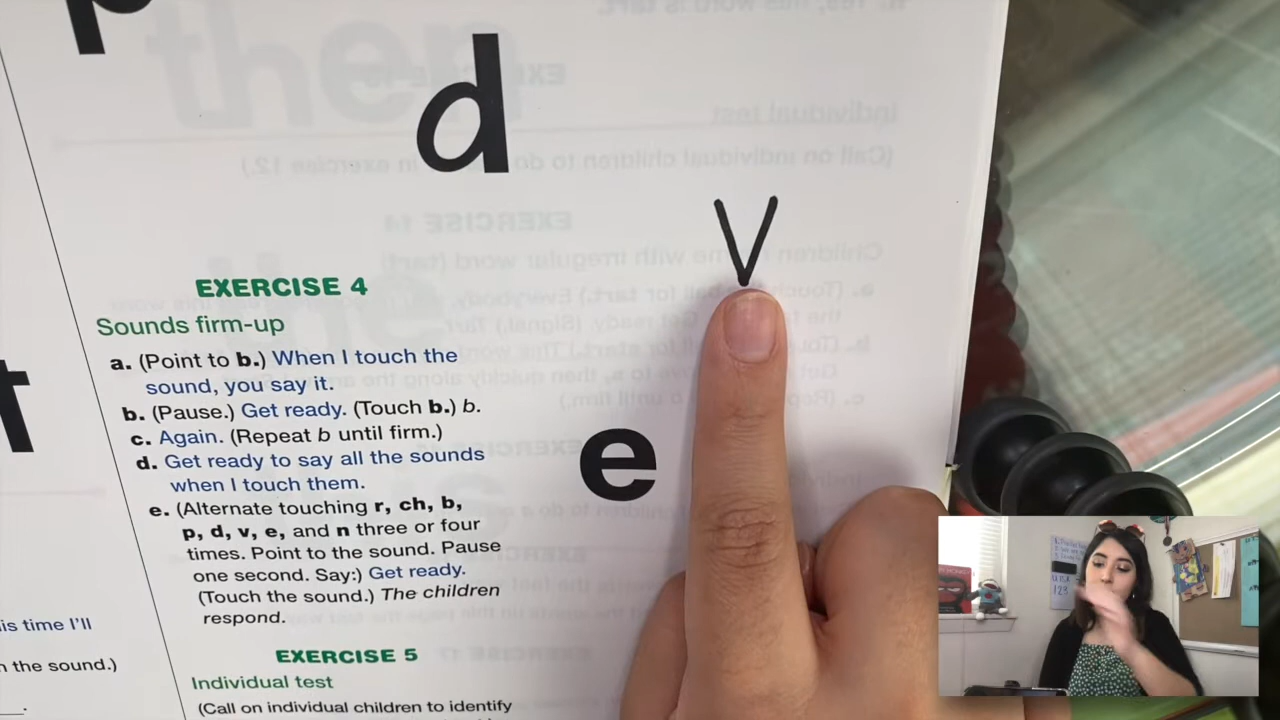 p
d
v
e
t
EXERCISE 4
Sounds firm-up
a. (Point to b.) When I touch the
sound, you say it.
b. (Pause.) Get ready. (Touch b.) b.
c. Again. (Repeat b until firm.)
d. Get ready to say all the sounds
when I touch them.
e. (Alternate touching r, ch, b,
p, d, v, e, and n three or four
times. Point to the sound. Pause
one second. Say:) Get ready.
(Touch the sound.) The children
respond.
EXERCISE 5
Individual test
(Call on individual children to identify
is time I'll
the sound.)